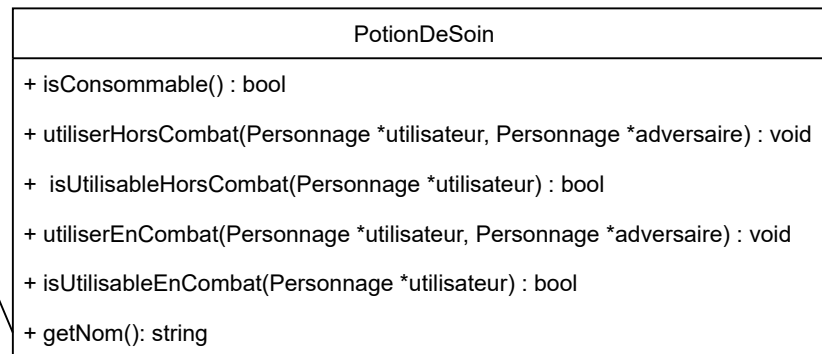 PotionDeSoin
+ isConsommable() : bool
+ utiliserHorsCombat(Personnage *utilisateur, Personnage *adversaire) : void
+  isUtilisableHorsCombat(Personnage *utilisateur) : bool
+ utiliserEnCombat(Personnage *utilisateur, Personnage *adversaire) : void
+ isUtilisableEnCombat(Personnage *utilisateur) : bool
+ getNom(): string